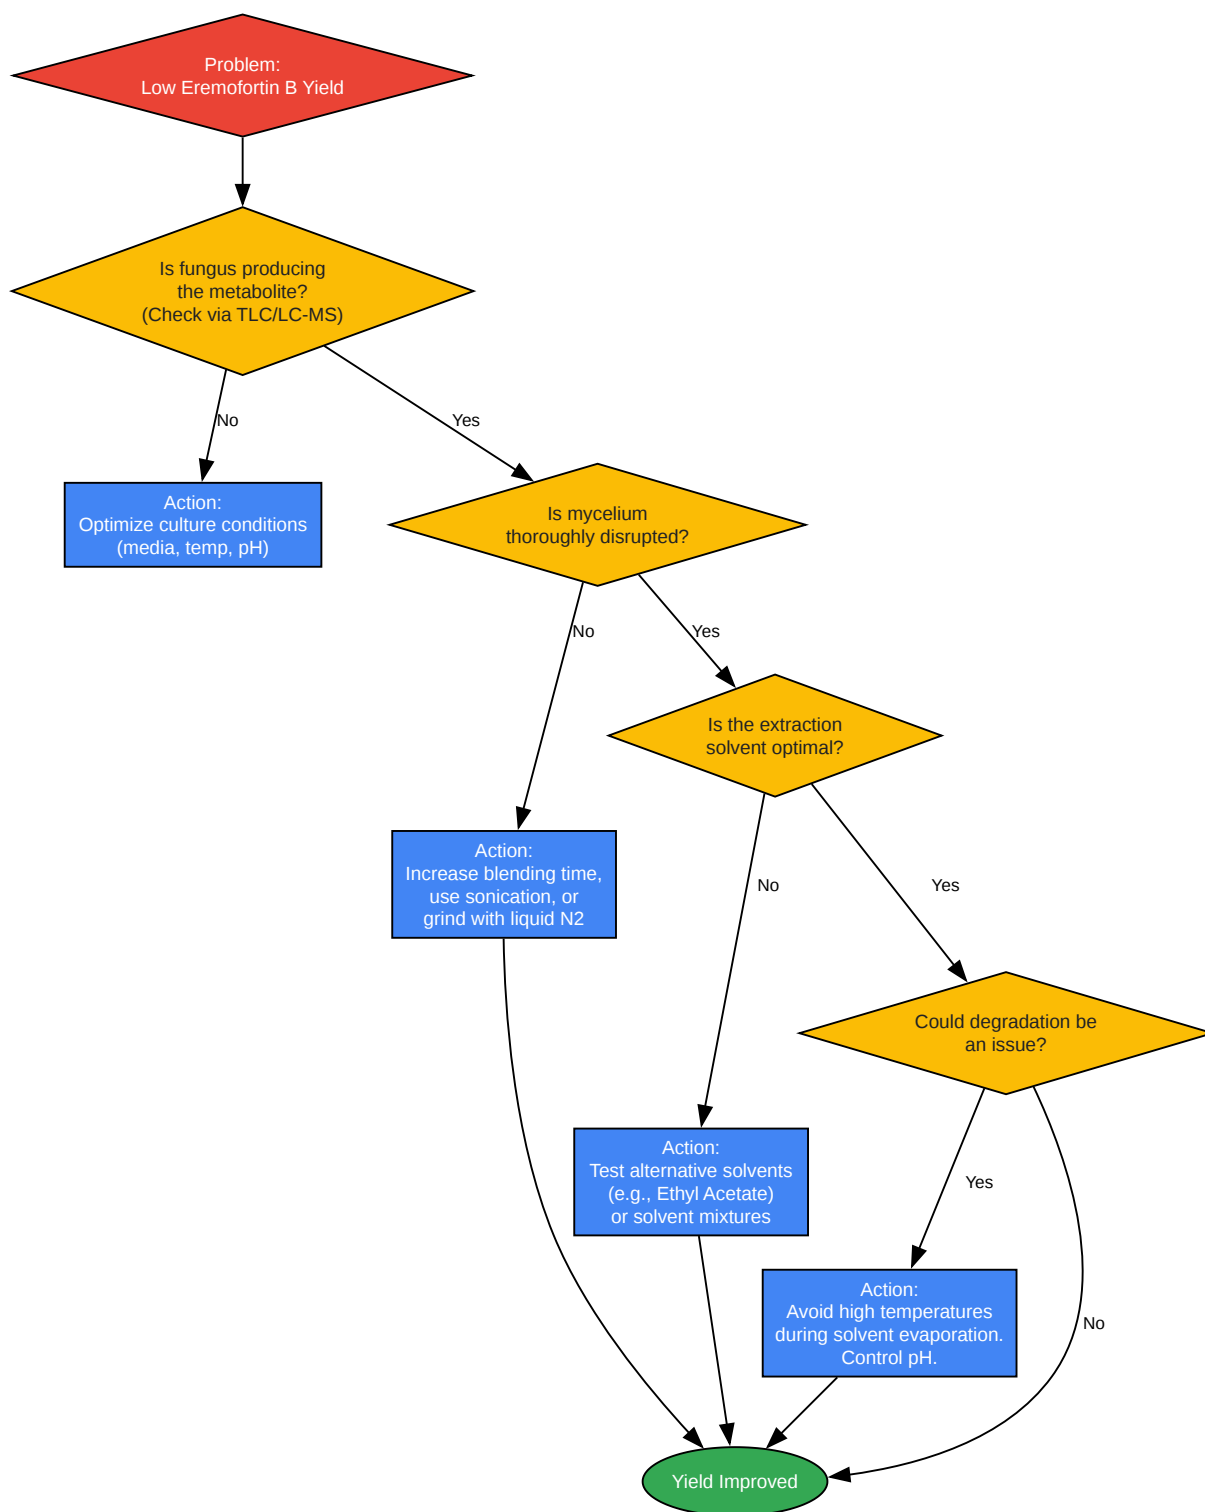 Problem:
Low Eremofortin B Yield
Is fungus producing
the metabolite?
(Check via TLC/LC-MS)
No
Yes
Action:
Optimize culture conditions
(media, temp, pH)
Is mycelium
thoroughly disrupted?
No
Yes
Is the extraction
solvent optimal?
Action:
Increase blending time,
use sonication, or
grind with liquid N2
No
Yes
Could degradation be
an issue?
Action:
Test alternative solvents
(e.g., Ethyl Acetate)
or solvent mixtures
Yes
Action:
Avoid high temperatures
during solvent evaporation.
Control pH.
No
Yield Improved